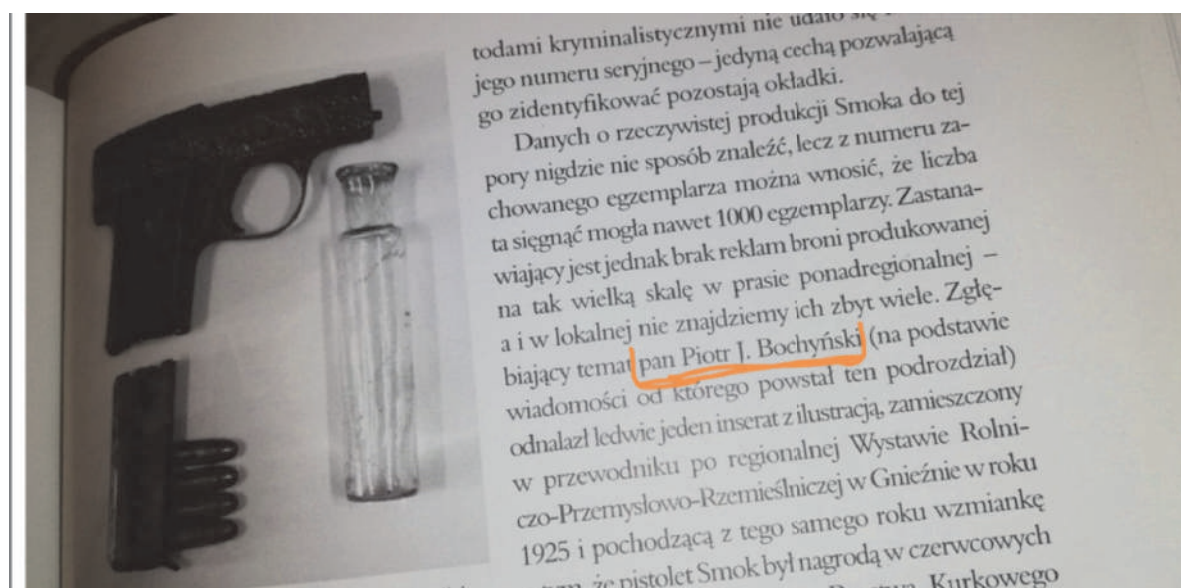 todami kryminalistycznymi nie udało się
jego numeru seryjnego – jedyną cechą pozwalającą
go zidentyfikować pozostają okładki.
Danych o rzeczywistej produkcji Smoka do tej
pory nigdzie nie sposób znaleźć, lecz z numeru za-
chowanego egzemplarza można wnosić, że liczba
ta sięgnąć mogła nawet 1000 egzemplarzy. Zastana-
wiający jest jednak brak reklam broni produkowanej
na tak wielką skalę w prasie ponadregionalnej –
a i w lokalnej nie znajdziemy ich zbyt wiele. Zgłę-
biający temat pan Piotr J. Bochyński (na podstawie
wiadomości od którego powstał ten podrozdział)
odnalazł ledwie jeden inserat z ilustracją, zamieszczony
w przewodniku po regionalnej Wystawie Rolni-
czo-Przemysłowo-Rzemieślniczej w Gnieźnie w roku
1925 i pochodzącą z tego samego roku wzmiankę
że pistolet Smok był nagrodą w czerwcowych
Kurkowego